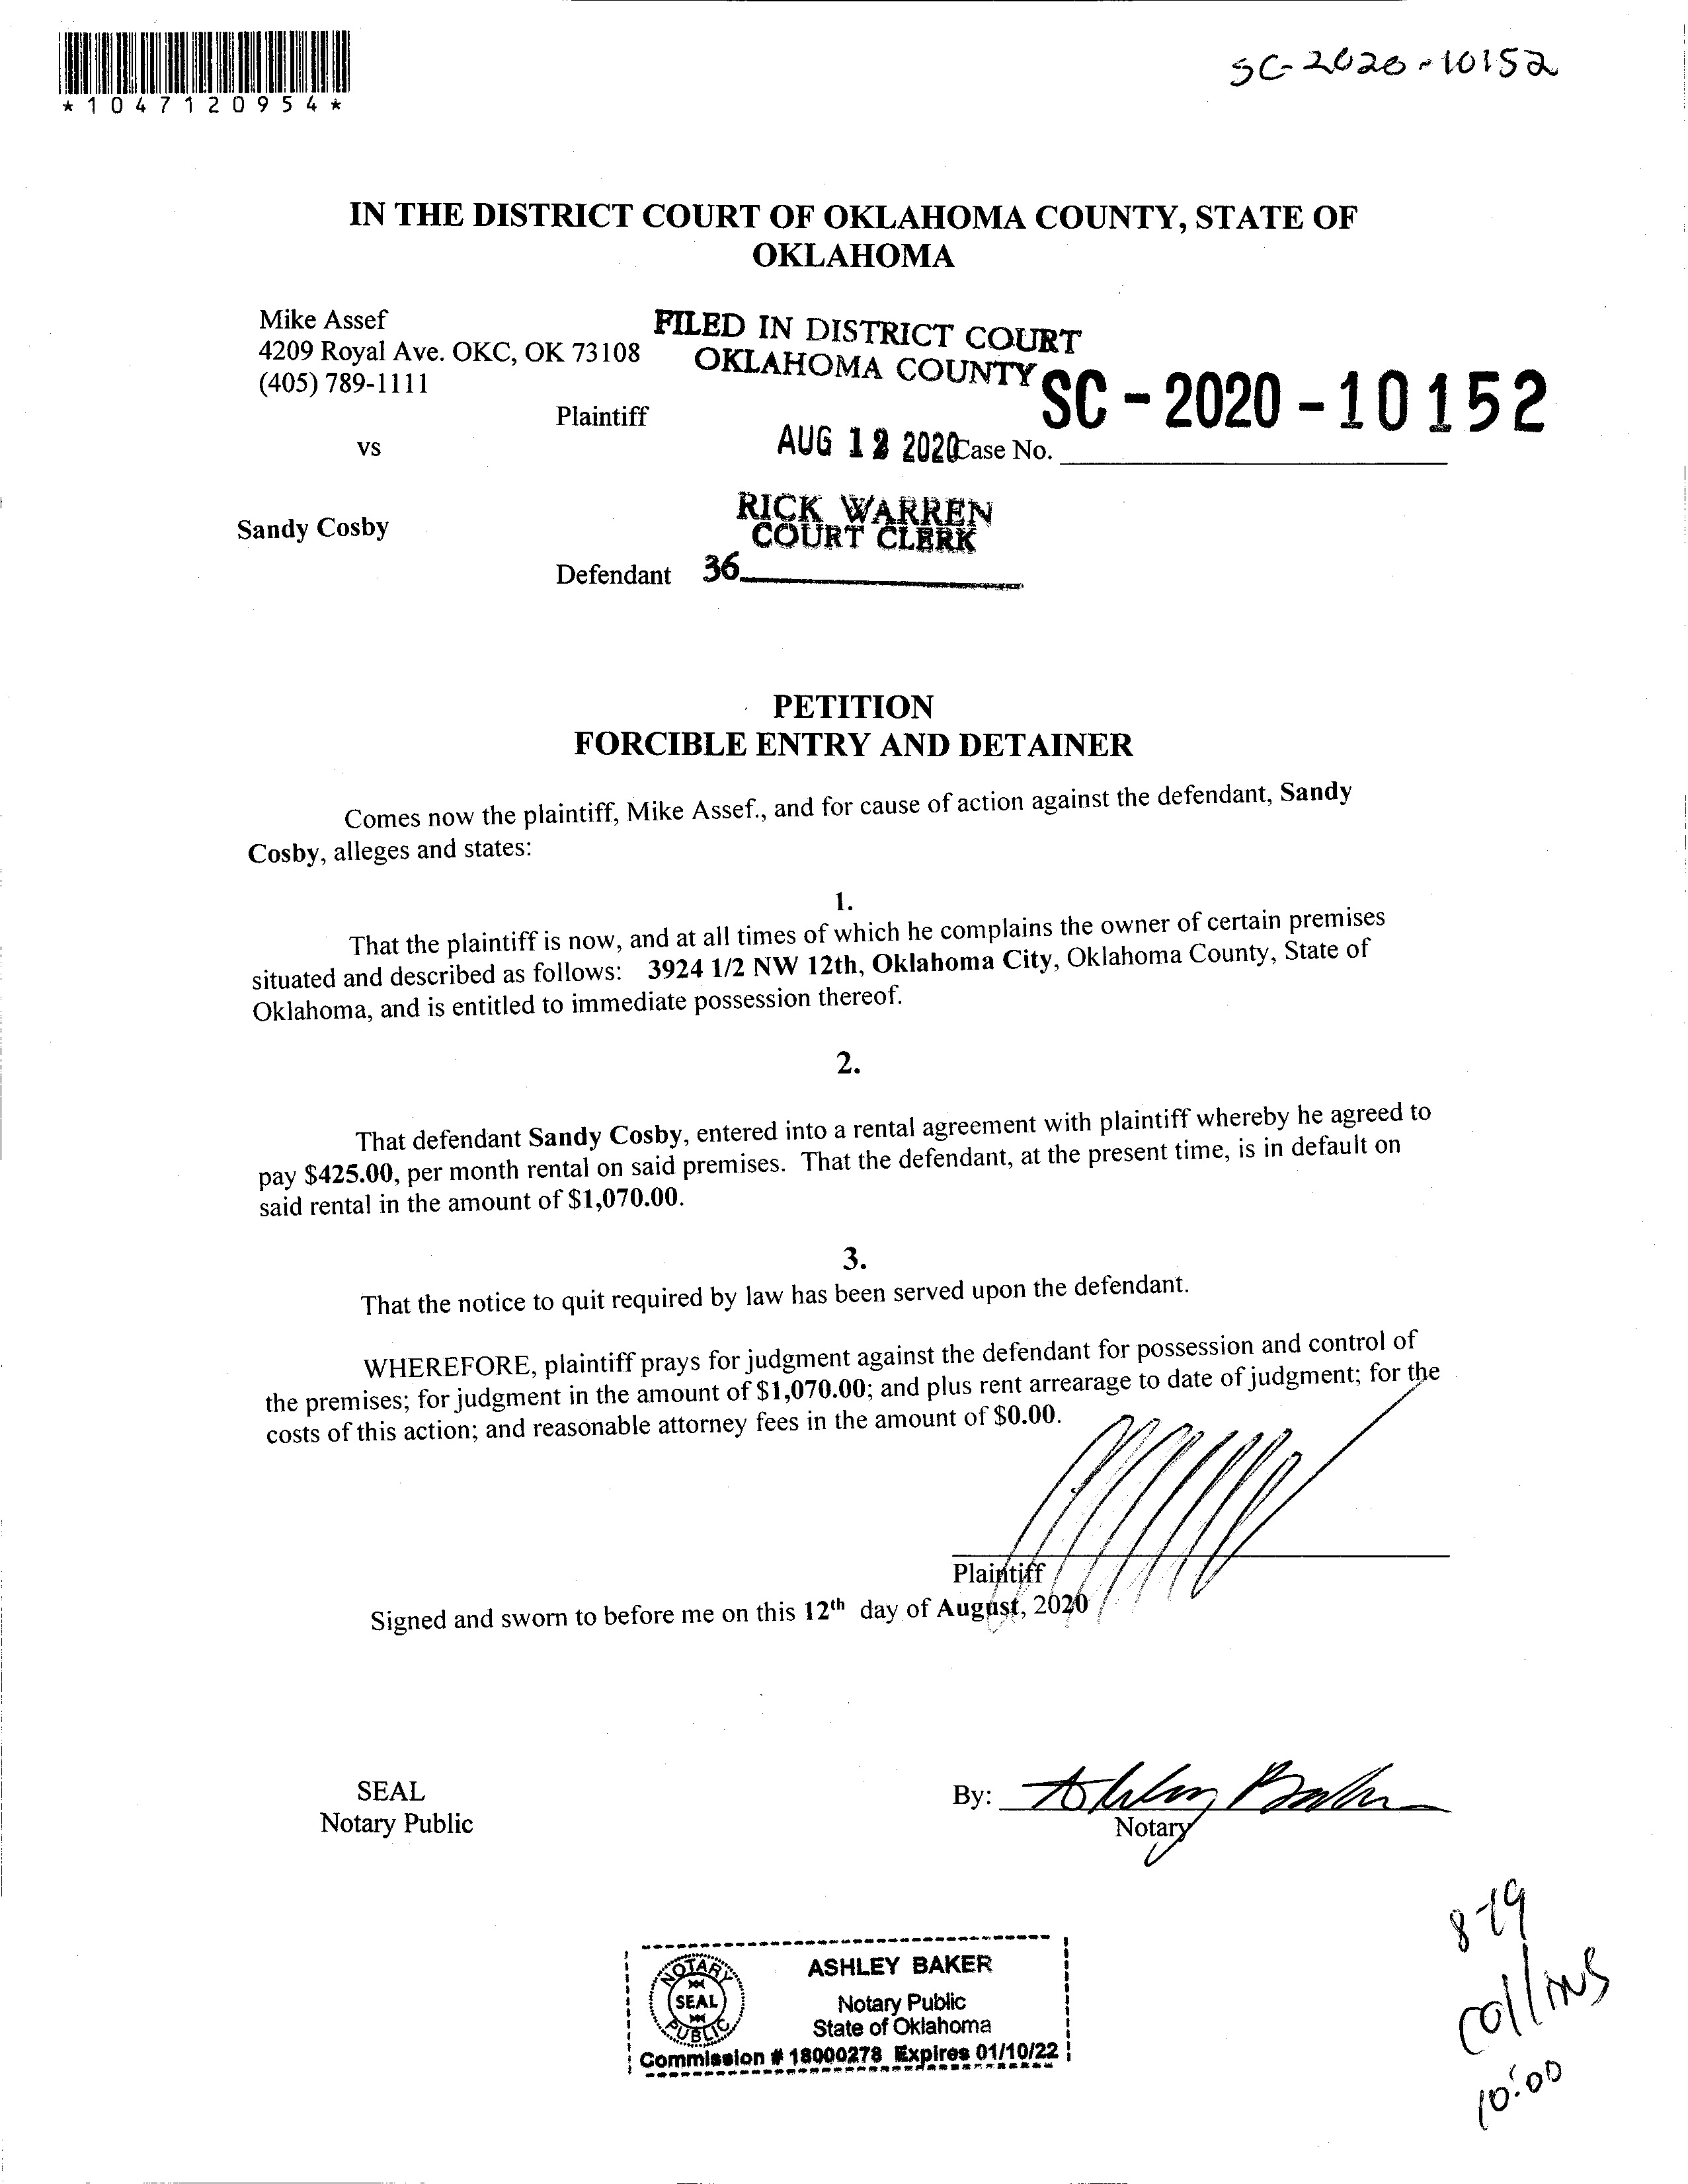 *1047120954*
SC-2020-10152
IN THE DISTRICT COURT OF OKLAHOMA COUNTY, STATE OF
OKLAHOMA
Mike Assef
4209 Royal Ave. OKC, OK 73108
(405) 789-1111
FILED IN DISTRICT COURT
OKLAHOMA COUNTY
SC-2020-10152
Plaintiff
vs
AUG 12 2020
Case No.
RICK WARREN
COURT CLERK
Sandy Cosby
Defendant
36
PETITION
FORCIBLE ENTRY AND DETAINER
Comes now the plaintiff, Mike Assef., and for cause of action against the defendant, Sandy
Cosby, alleges and states:
1.
That the plaintiff is now, and at all times of which he complains the owner of certain premises
situated and described as follows: 3924 1/2 NW 12th, Oklahoma City, Oklahoma County, State of
Oklahoma, and is entitled to immediate possession thereof.
2.
That defendant Sandy Cosby, entered into a rental agreement with plaintiff whereby he agreed to
pay $425.00, per month rental on said premises. That the defendant, at the present time, is in default on
said rental in the amount of $1,070.00.
3.
That the notice to quit required by law has been served upon the defendant.
WHEREFORE, plaintiff prays for judgment against the defendant for possession and control of
the premises; for judgment in the amount of $1,070.00; and plus rent arrearage to date of judgment; for the
costs of this action; and reasonable attorney fees in the amount of $0.00.
Plaintiff
Signed and sworn to before me on this 12th day of August, 2020
SEAL
Notary Public
By: Ashley Baker
Notary
8-19
collins
10:00
NOTARY
SEAL
PUBLIC
ASHLEY BAKER
Notary Public
State of Oklahoma
Commission # 18000278 Expires 01/10/22